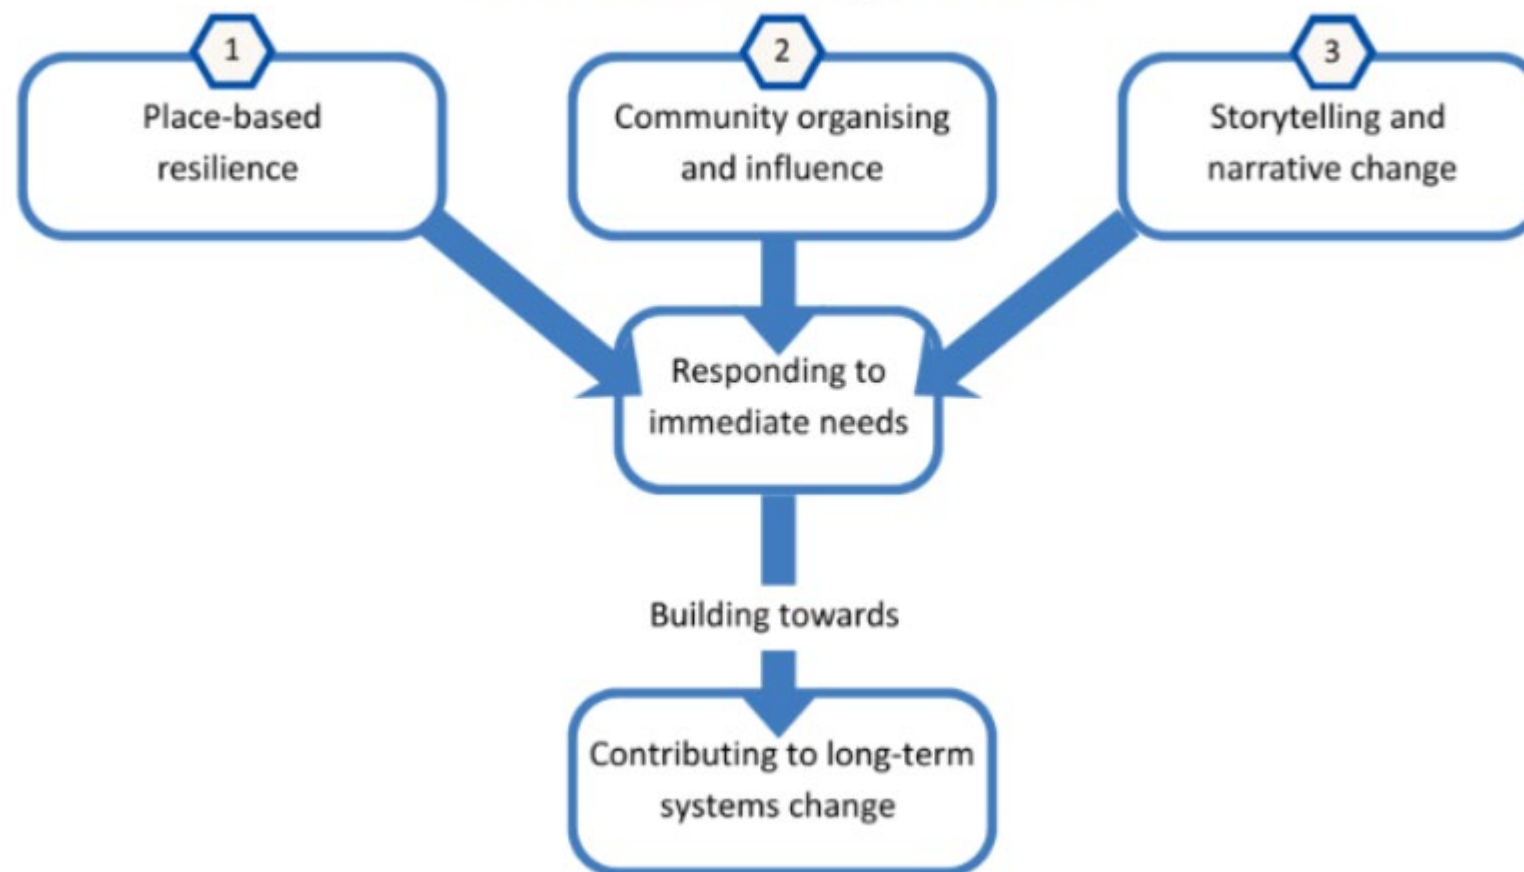 1
Place-based
resilience
2
Community organising
and influence
3
Storytelling and
narrative change
Responding to
immediate needs
Building towards
Contributing to long-term
systems change